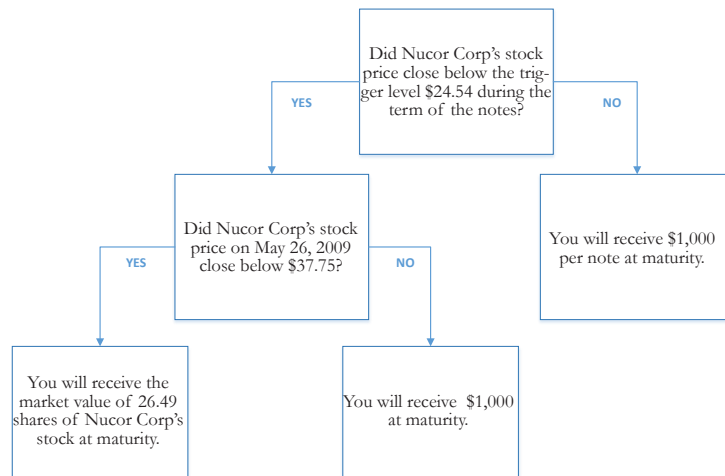 Did Nucor Corp's stock
price close below the trig-
ger level $24.54 during the
term of the notes?
YES
NO
Did Nucor Corp's stock
price on May 26, 2009
close below $37.75?
You will receive $1,000
per note at maturity.
YES
NO
You will receive the
market value of 26.49
shares of Nucor Corp's
stock at maturity.
You will receive $1,000
at maturity.